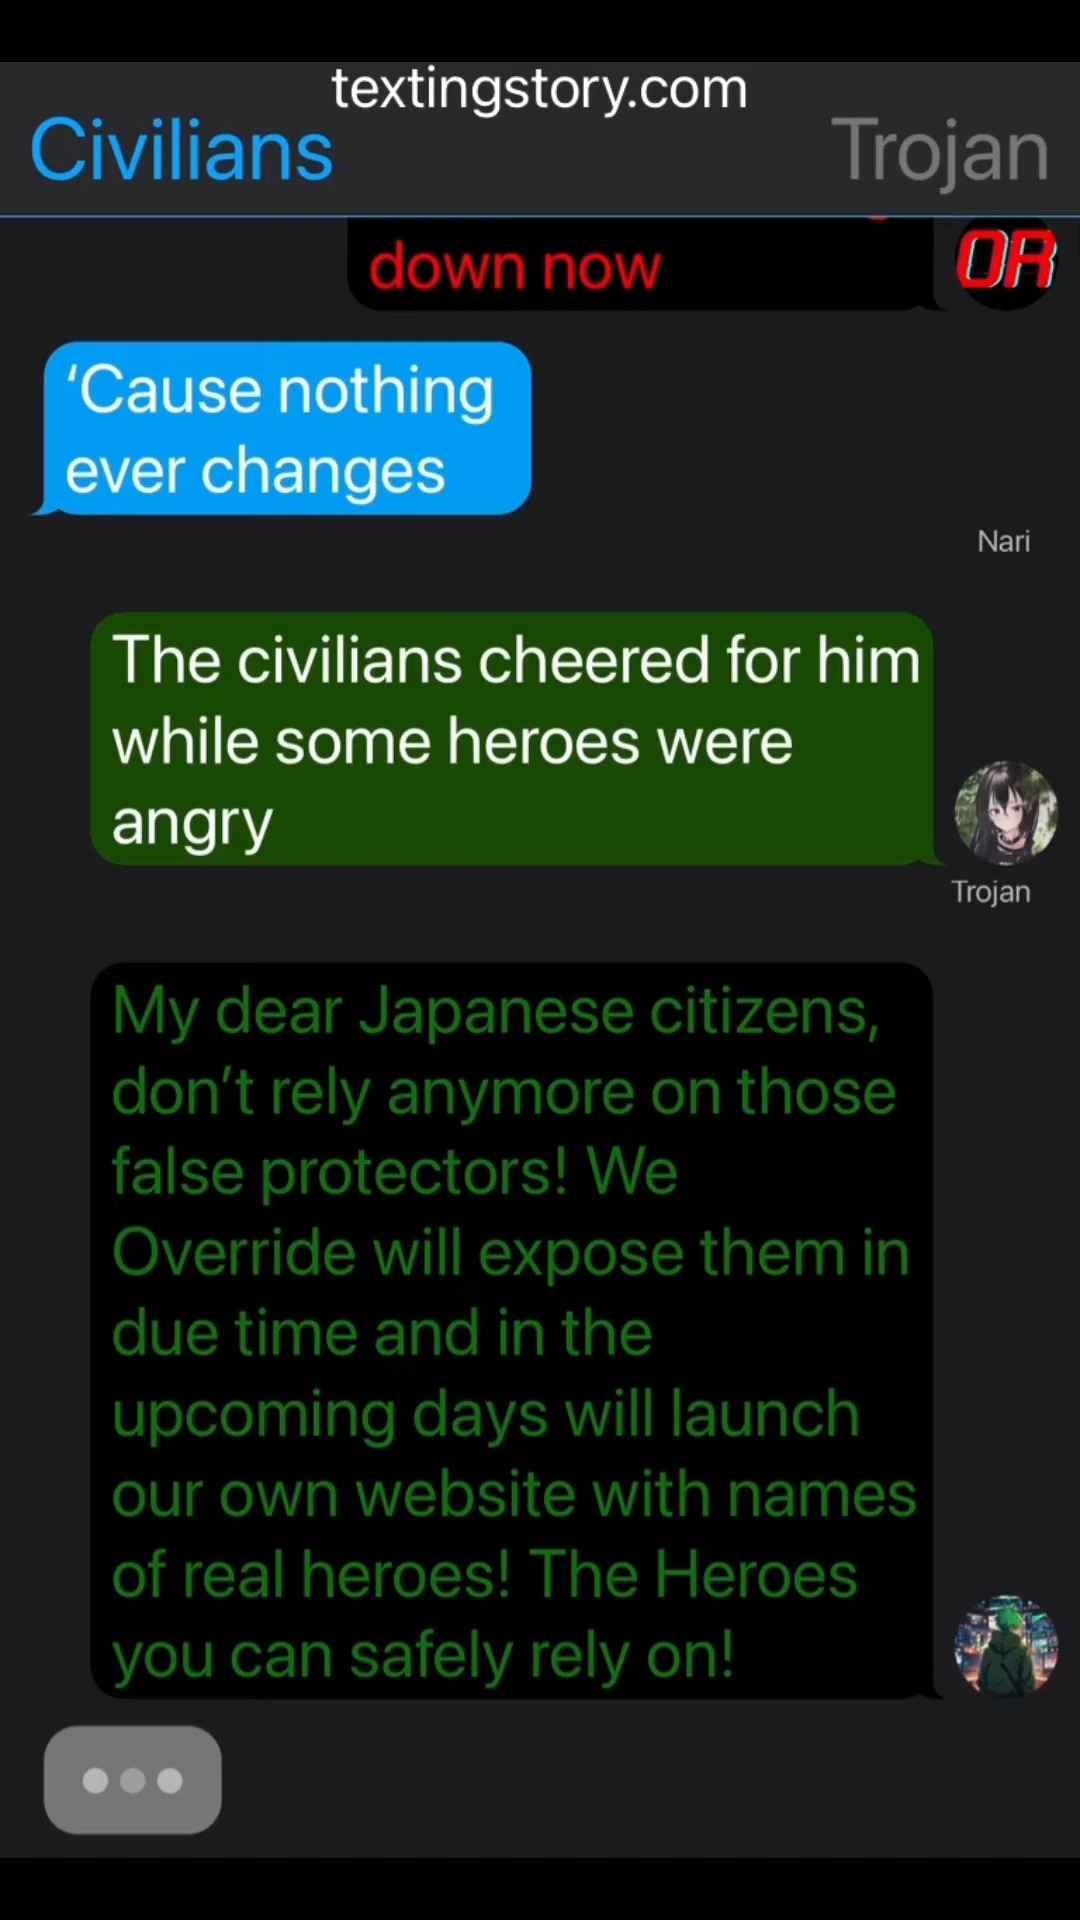 textingstory.com
Civilians
Trojan
down now
OR
‘Cause nothing
ever changes
Nari
The civilians cheered for him
while some heroes were
angry
Trojan
My dear Japanese citizens,
don’t rely anymore on those
false protectors! We
Override will expose them in
due time and in the
upcoming days will launch
our own website with names
of real heroes! The Heroes
you can safely rely on!